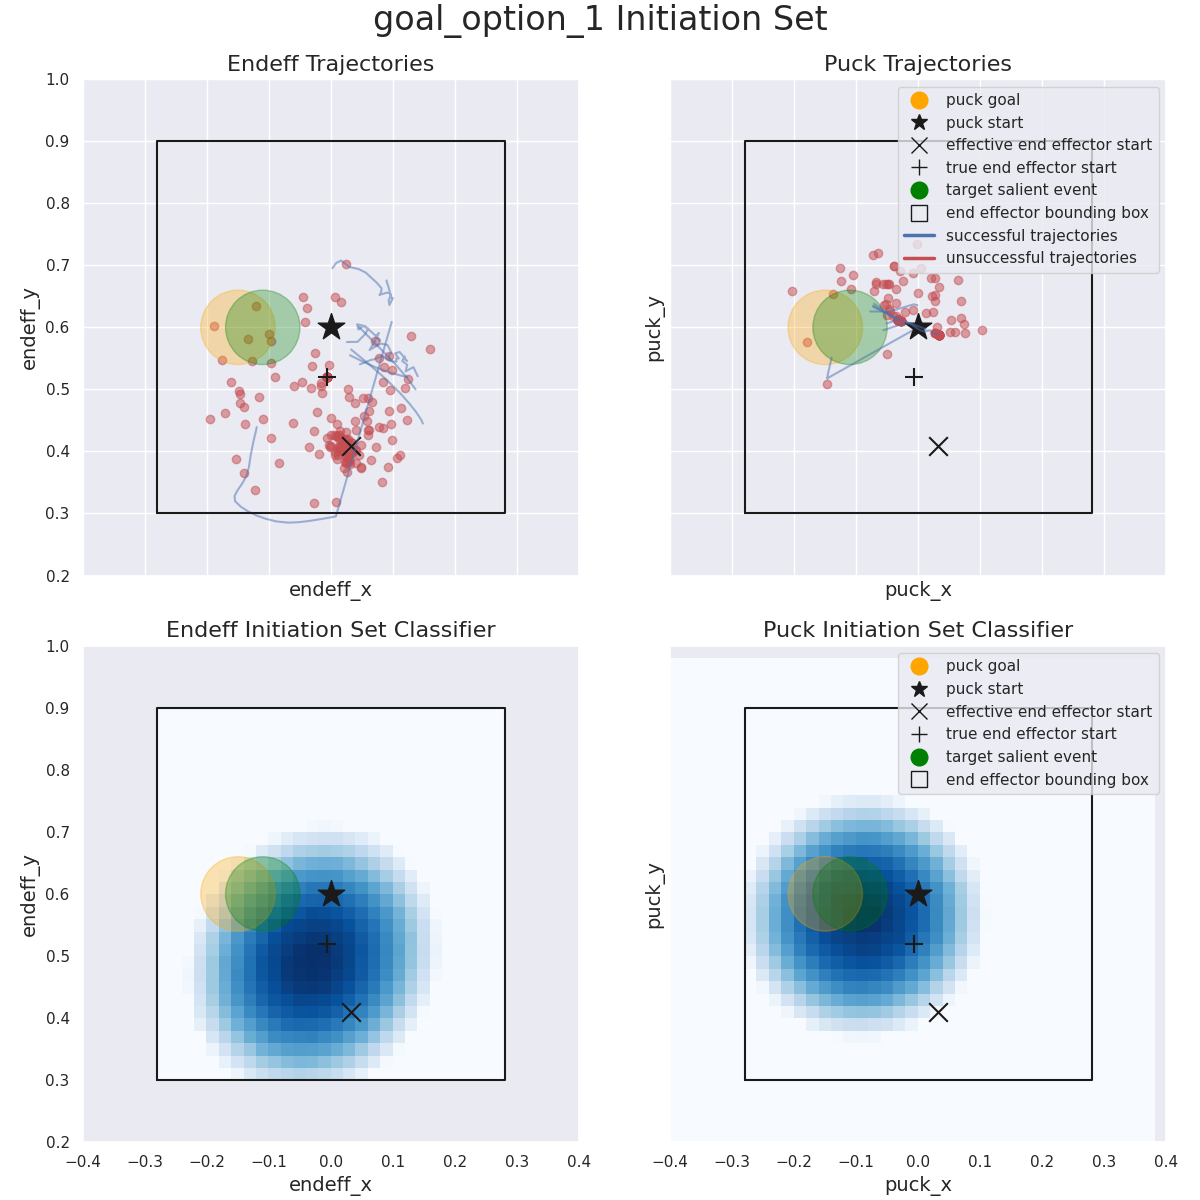 goal_option_1 Initiation Set
Endeff Trajectories
Puck Trajectories
1.0
0.9
0.8
0.7
0.6
0.5
0.4
0.3
0.2
endeff_y
endeff_x
puck_y
puck_x
puck goal
puck start
effective end effector start
true end effector start
target salient event
end effector bounding box
successful trajectories
unsuccessful trajectories
Endeff Initiation Set Classifier
Puck Initiation Set Classifier
1.0
0.9
0.8
0.7
0.6
0.5
0.4
0.3
0.2
endeff_y
−0.4 −0.3 −0.2 −0.1 0.0 0.1 0.2 0.3 0.4
endeff_x
puck_y
puck goal
puck start
effective end effector start
true end effector start
target salient event
end effector bounding box
−0.4 −0.3 −0.2 −0.1 0.0 0.1 0.2 0.3 0.4
puck_x